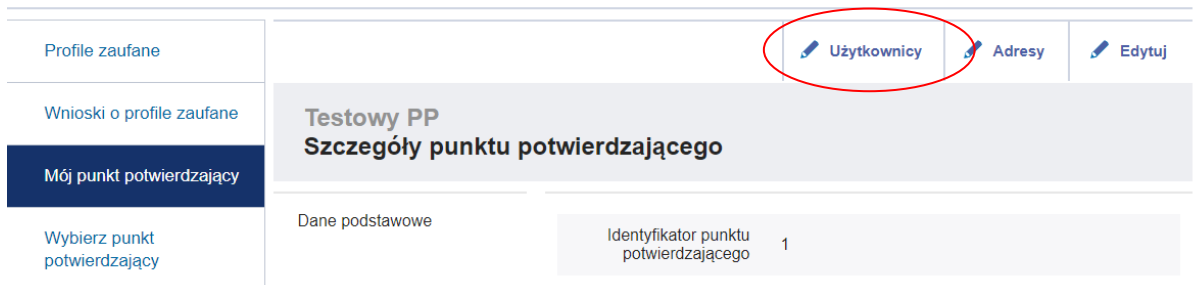 Profile zaufane
Wnioski o profile zaufane
Mój punkt potwierdzający
Wybierz punkt
potwierdzający
Użytkownicy
Adresy
Edytuj
Testowy PP
Szczegóły punktu potwierdzającego
Dane podstawowe
Identyfikator punktu
potwierdzającego
1